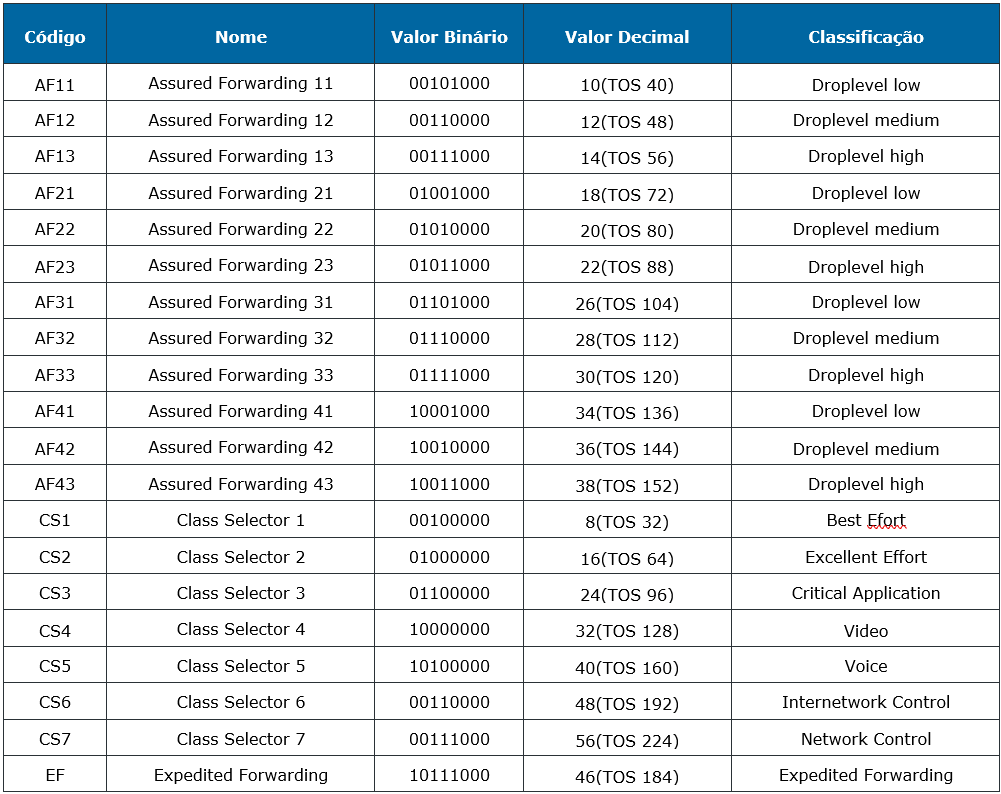 Código Nome Valor Binário Valor Decimal Classificação
AF11 Assured Forwarding 11 00101000 10(TOS 40) Droplevel low
AF12 Assured Forwarding 12 00110000 12(TOS 48) Droplevel medium
AF13 Assured Forwarding 13 00111000 14(TOS 56) Droplevel high
AF21 Assured Forwarding 21 01001000 18(TOS 72) Droplevel low
AF22 Assured Forwarding 22 01010000 20(TOS 80) Droplevel medium
AF23 Assured Forwarding 23 01011000 22(TOS 88) Droplevel high
AF31 Assured Forwarding 31 01101000 26(TOS 104) Droplevel low
AF32 Assured Forwarding 32 01110000 28(TOS 112) Droplevel medium
AF33 Assured Forwarding 33 01111000 30(TOS 120) Droplevel high
AF41 Assured Forwarding 41 10001000 34(TOS 136) Droplevel low
AF42 Assured Forwarding 42 10010000 36(TOS 144) Droplevel medium
AF43 Assured Forwarding 43 10011000 38(TOS 152) Droplevel high
CS1 Class Selector 1 00100000 8(TOS 32) Best Efort
CS2 Class Selector 2 01000000 16(TOS 64) Excellent Effort
CS3 Class Selector 3 01100000 24(TOS 96) Critical Application
CS4 Class Selector 4 10000000 32(TOS 128) Video
CS5 Class Selector 5 10100000 40(TOS 160) Voice
CS6 Class Selector 6 00110000 48(TOS 192) Internetwork Control
CS7 Class Selector 7 00111000 56(TOS 224) Network Control
EF Expedited Forwarding 10111000 46(TOS 184) Expedited Forwarding